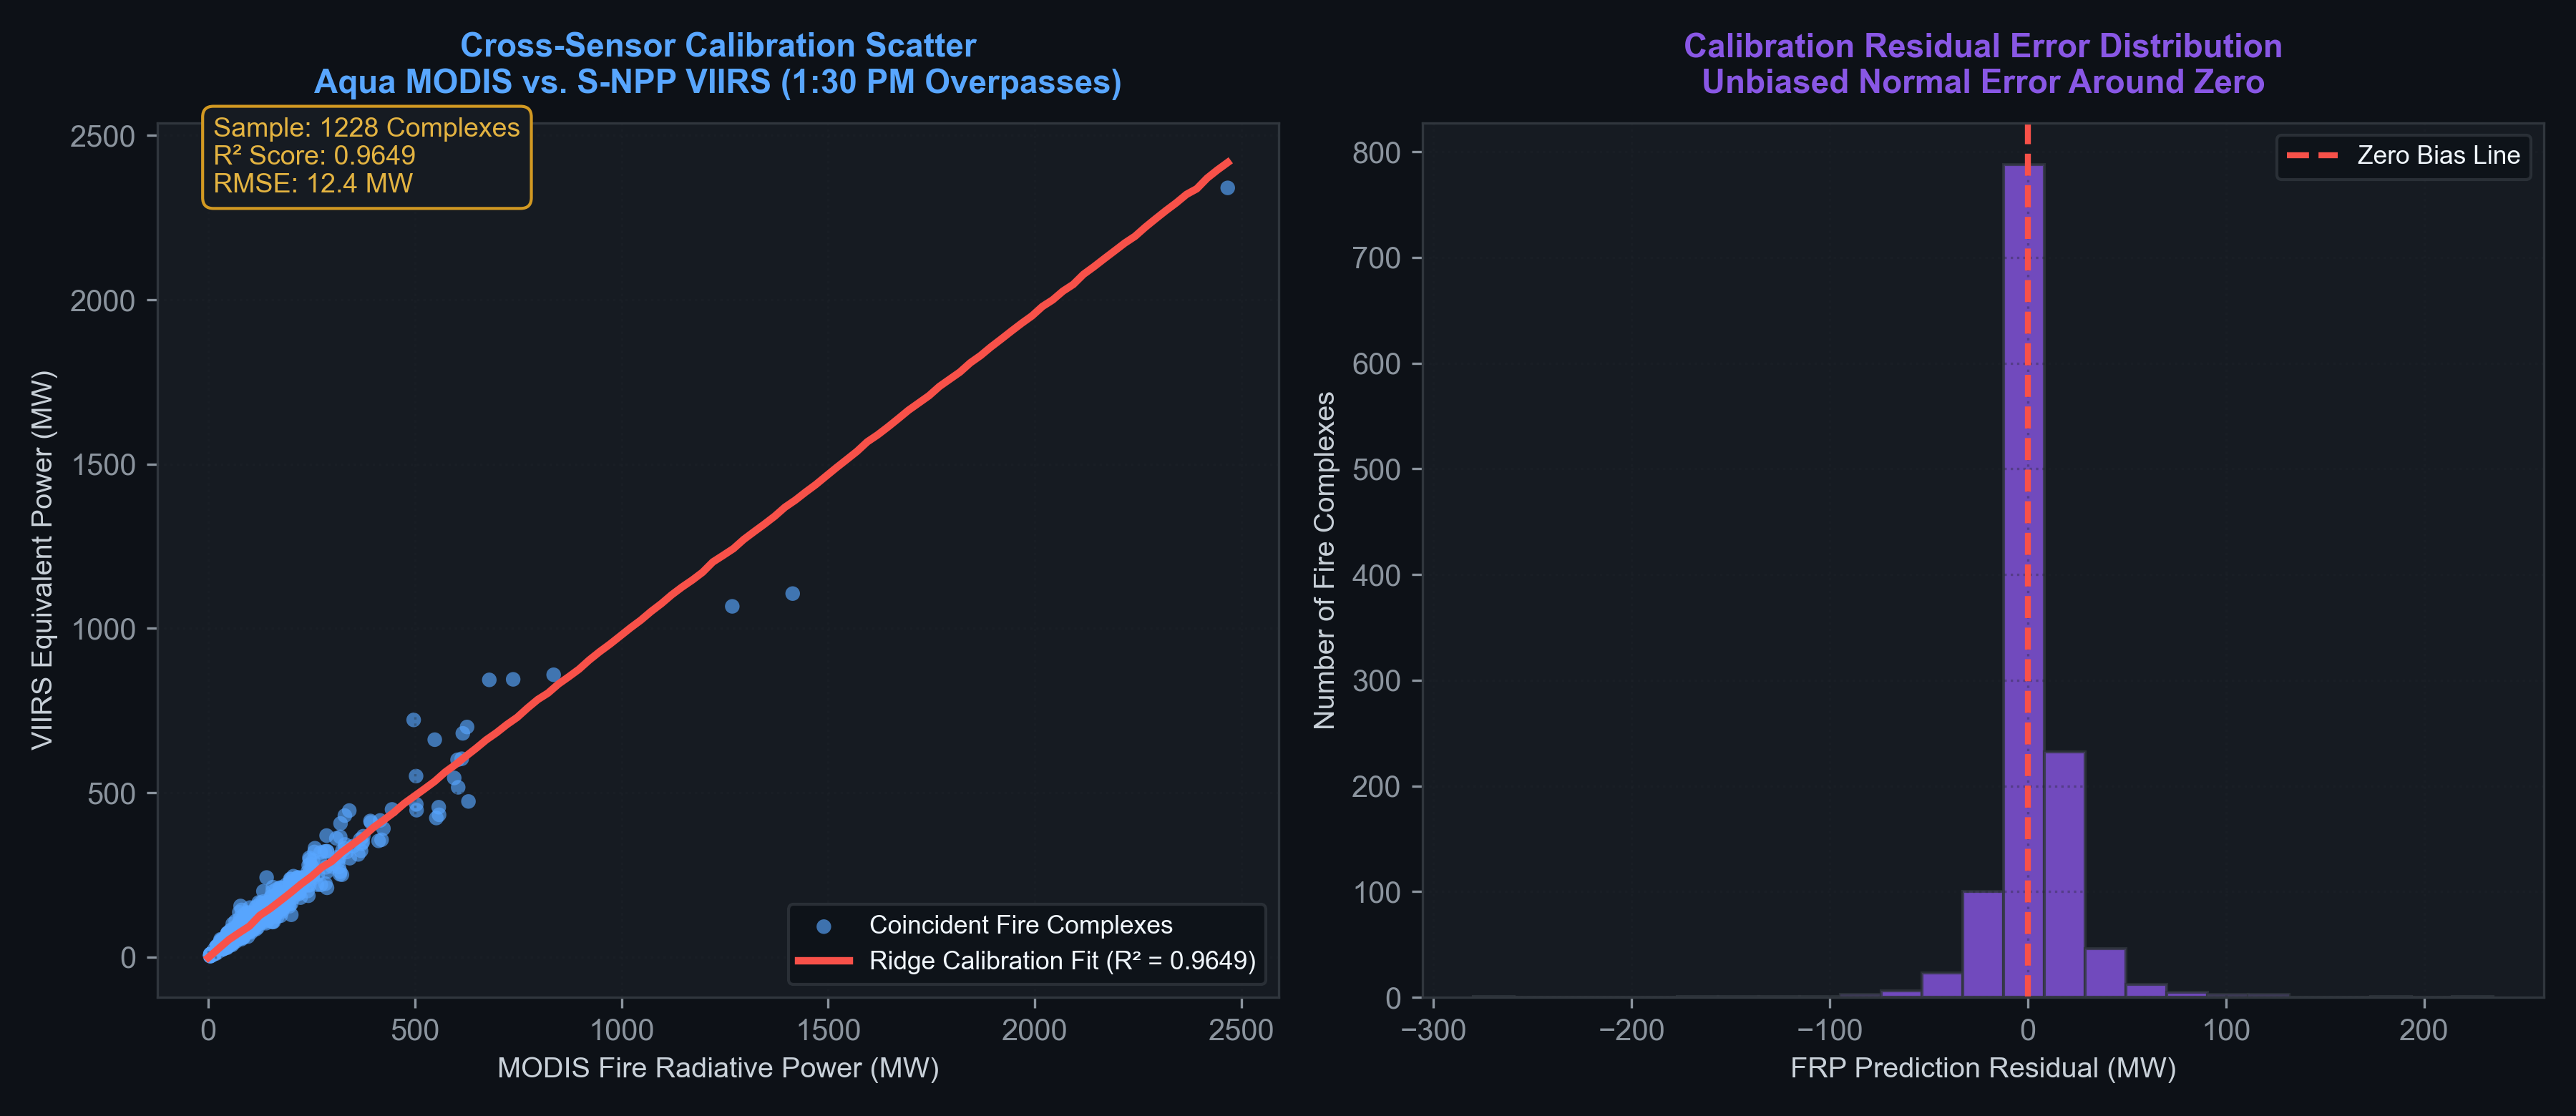 Cross-Sensor Calibration Scatter
Aqua MODIS vs. S-NPP VIIRS (1:30 PM Overpasses)
Sample: 1228 Complexes
R² Score: 0.9649
RMSE: 12.4 MW
2500
2000
1500
1000
500
0
VIIRS Equivalent Power (MW)
Coincident Fire Complexes
Ridge Calibration Fit (R² = 0.9649)
0 500 1000 1500 2000 2500
MODIS Fire Radiative Power (MW)
Calibration Residual Error Distribution
Unbiased Normal Error Around Zero
Zero Bias Line
800
700
600
500
400
300
200
100
0
Number of Fire Complexes
−300 −200 −100 0 100 200
FRP Prediction Residual (MW)